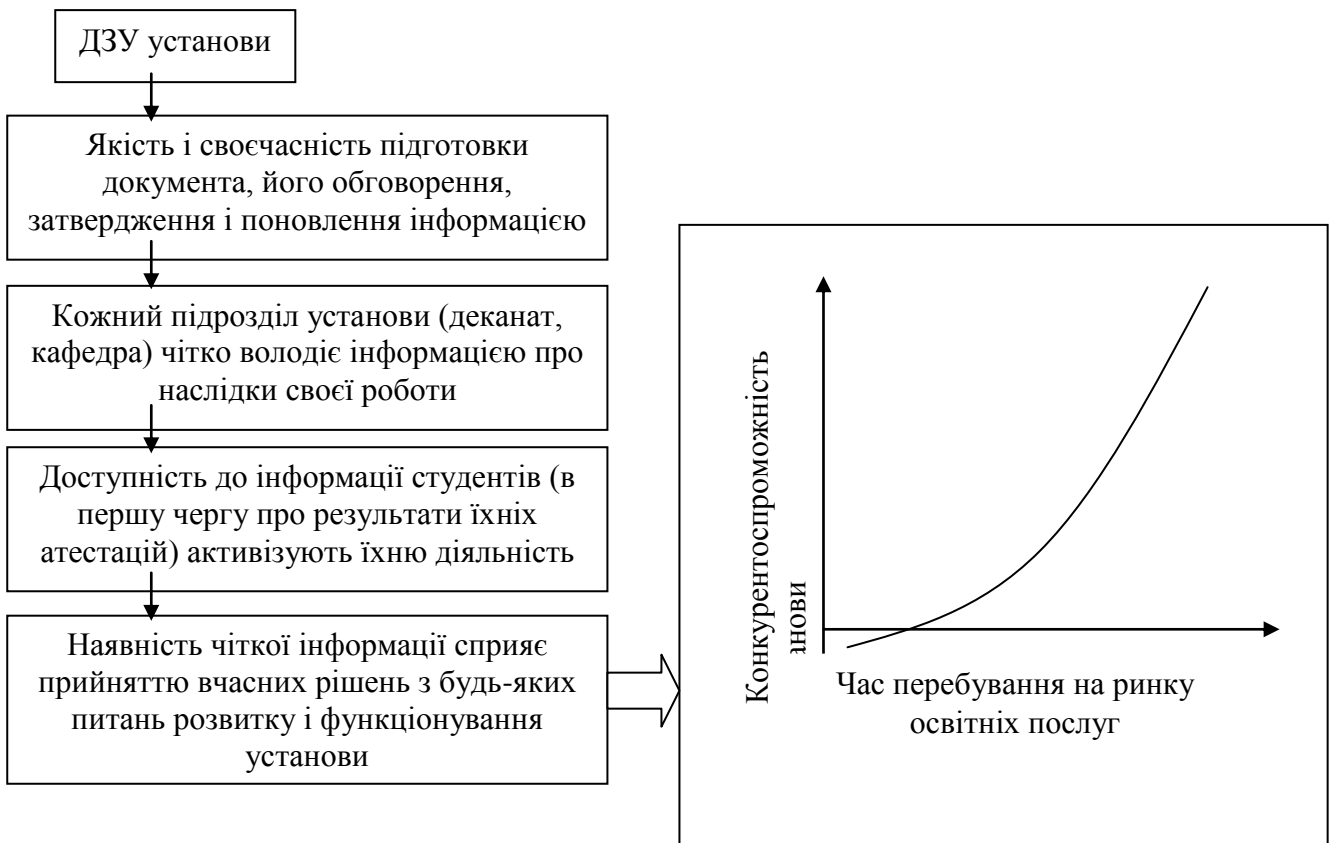 ДЗУ установи
Якість і своєчасність підготовки
документа, його обговорення,
затвердження і поновлення інформацією
Кожний підрозділ установи (деканат,
кафедра) чітко володіє інформацією про
наслідки своєї роботи
Доступність до інформації студентів (в
першу чергу про результати їхніх
атестацій) активізують їхню діяльність
Наявність чіткої інформації сприяє
прийняттю вчасних рішень з будь-яких
питань розвитку і функціонування
установи
Конкурентоспроможність
анови
Час перебування на ринку
освітніх послуг